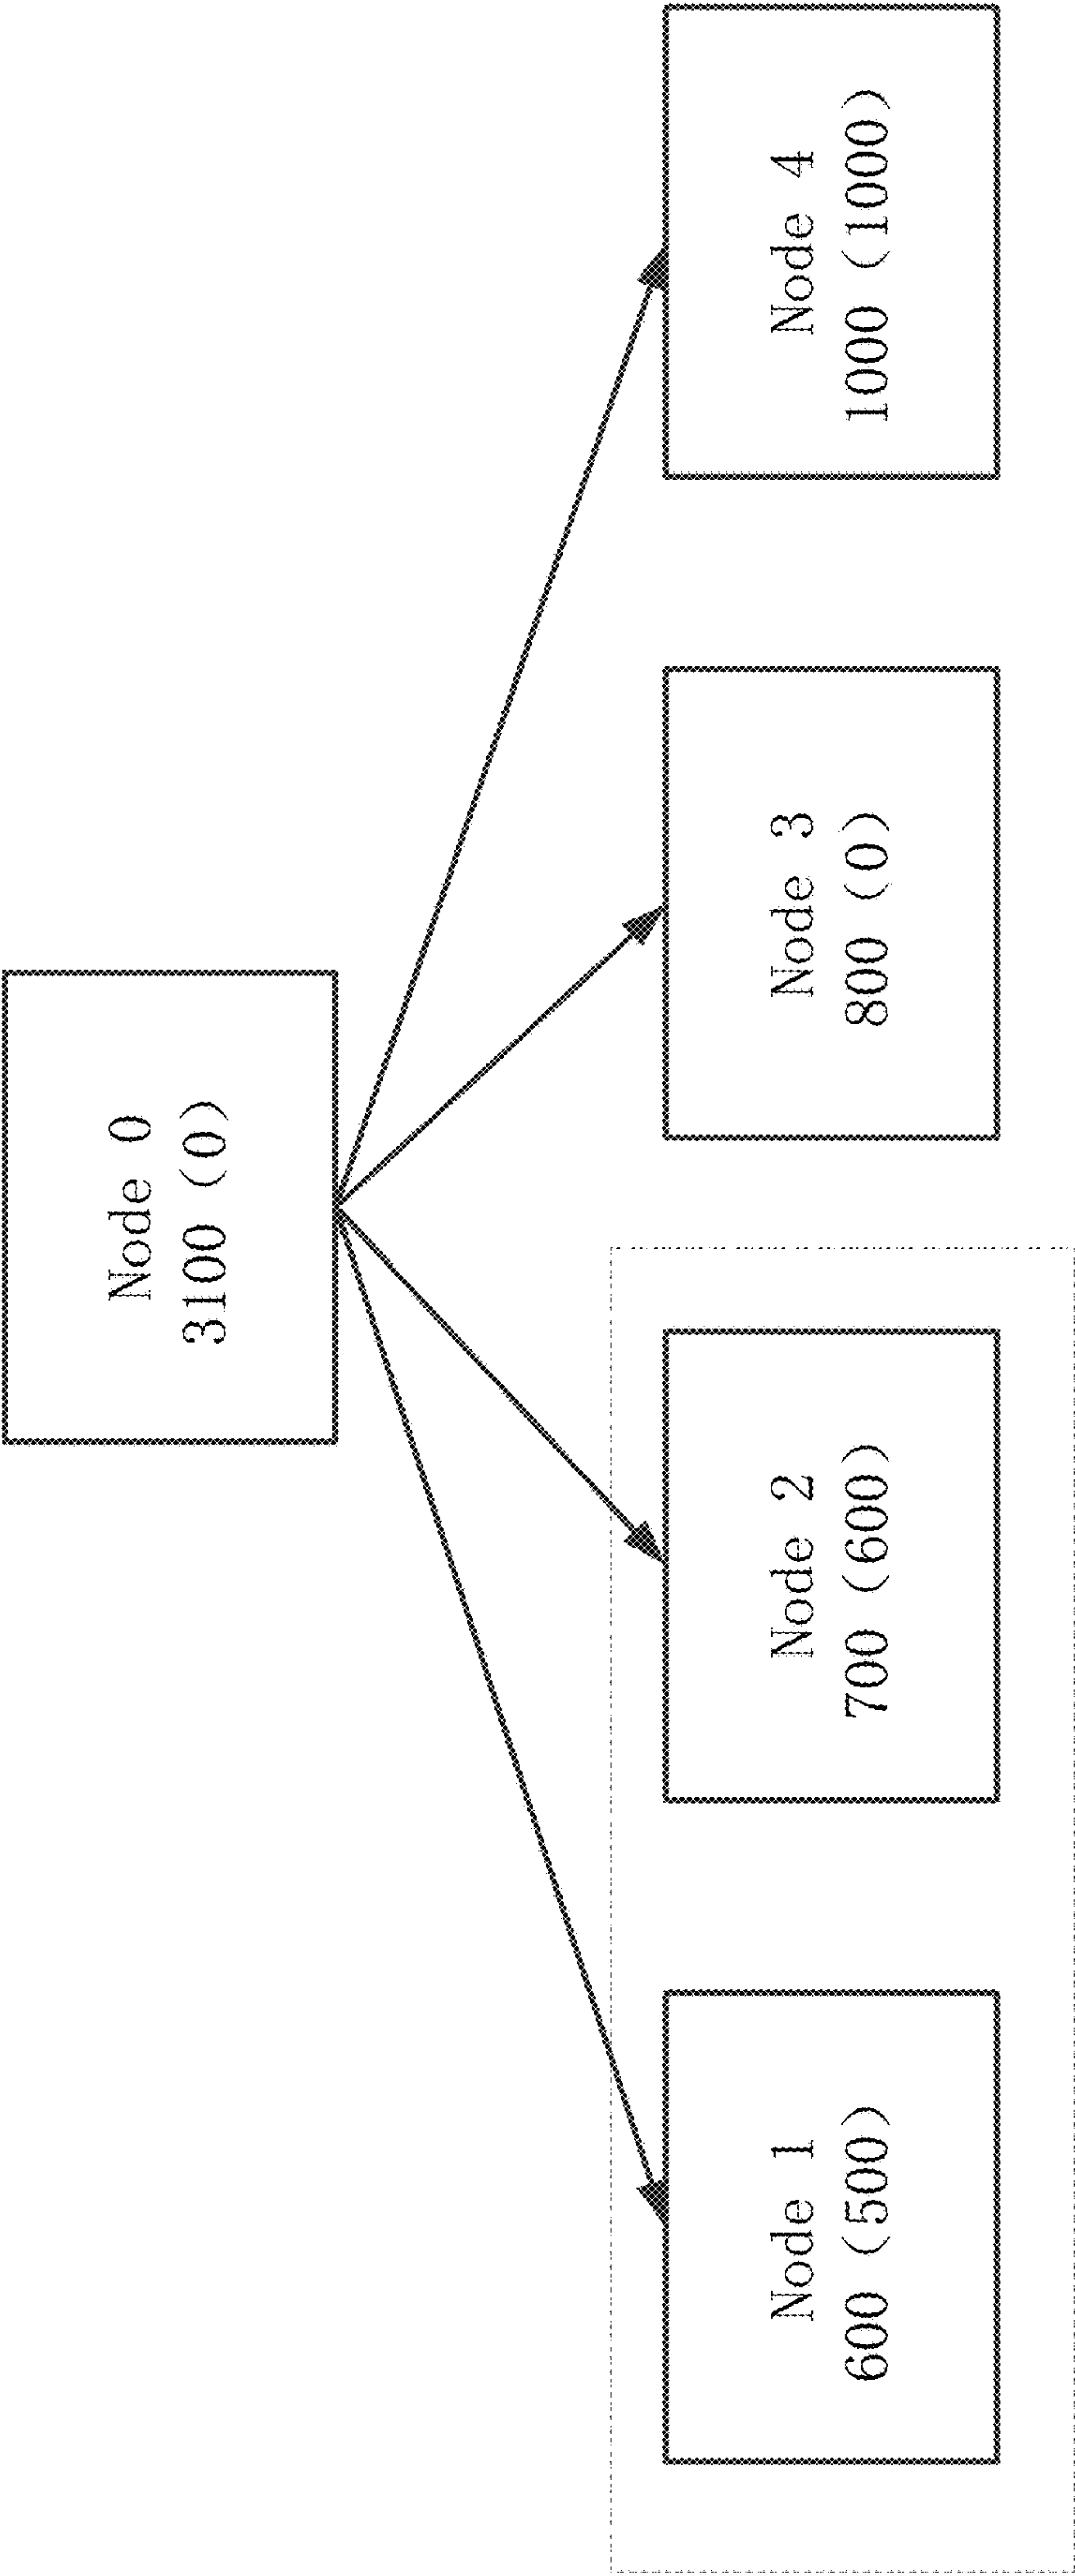 Node 0
3100 (0)
Node 1
600 (500)
Node 2
700 (600)
Node 3
800 (0)
Node 4
1000 (1000)